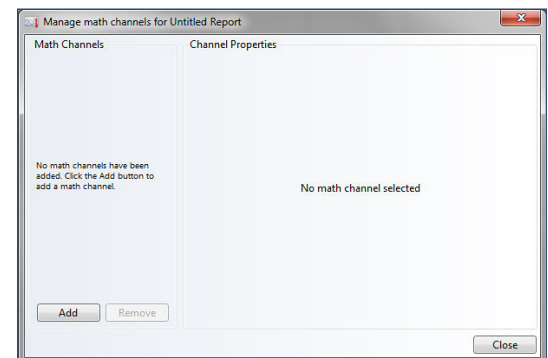 Manage math channels for Untitled Report
Math Channels
Channel Properties
No math channels have been
added. Click the Add button to
add a math channel.
No math channel selected
Add
Remove
Close